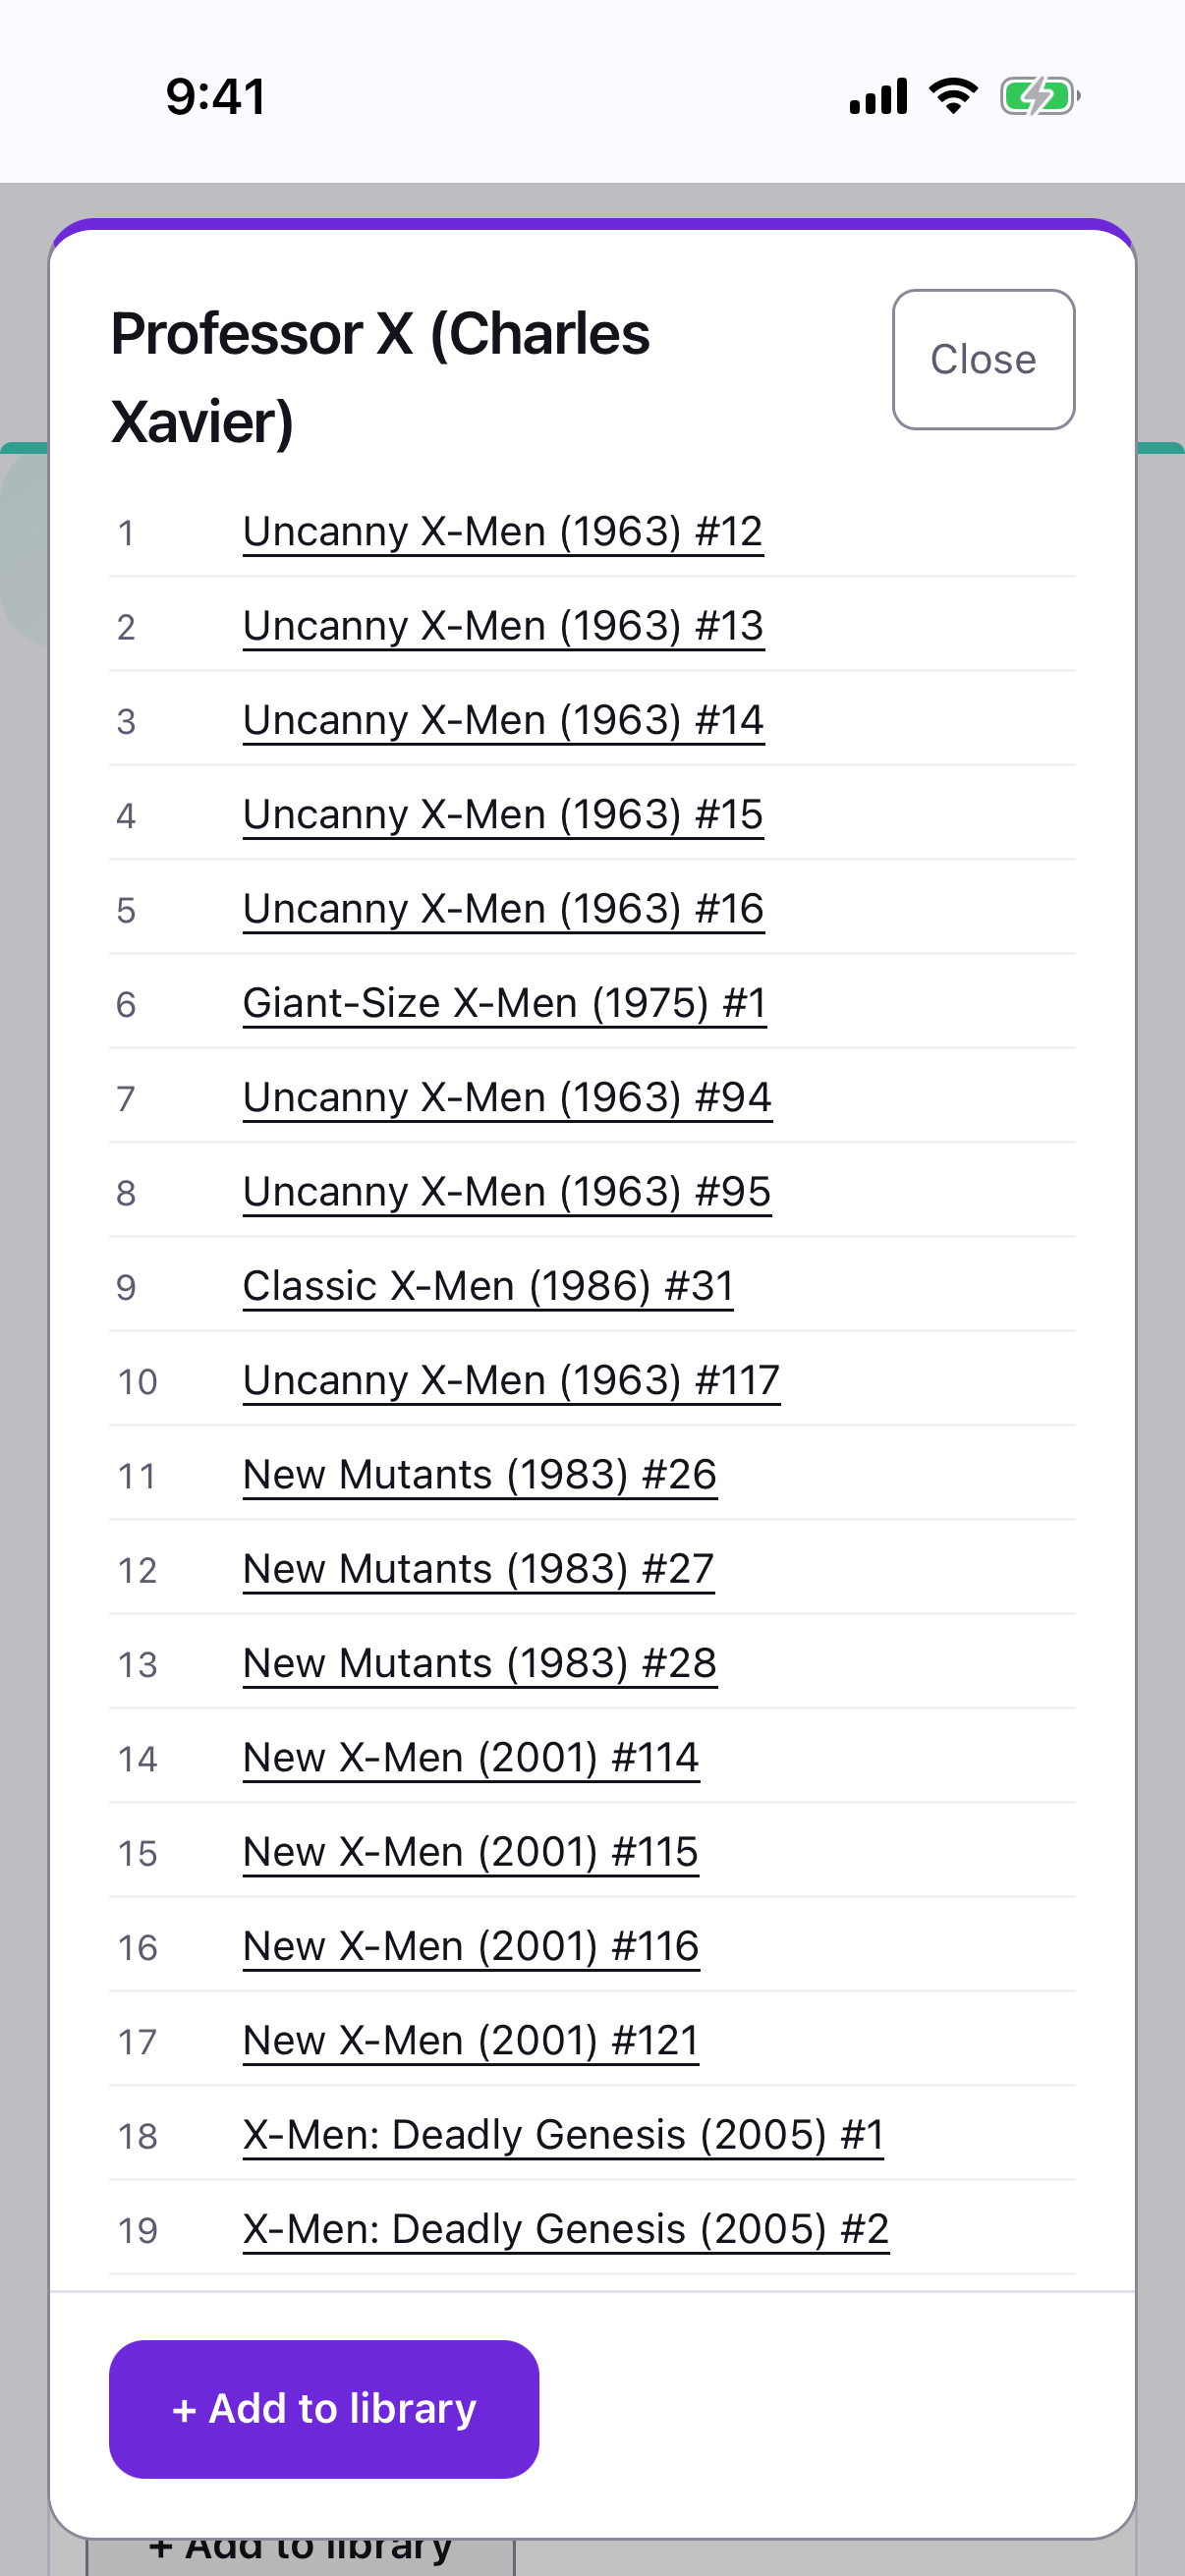 9:41
Professor X (Charles
Xavier)
Close
1 Uncanny X-Men (1963) #12
2 Uncanny X-Men (1963) #13
3 Uncanny X-Men (1963) #14
4 Uncanny X-Men (1963) #15
5 Uncanny X-Men (1963) #16
6 Giant-Size X-Men (1975) #1
7 Uncanny X-Men (1963) #94
8 Uncanny X-Men (1963) #95
9 Classic X-Men (1986) #31
10 Uncanny X-Men (1963) #117
11 New Mutants (1983) #26
12 New Mutants (1983) #27
13 New Mutants (1983) #28
14 New X-Men (2001) #114
15 New X-Men (2001) #115
16 New X-Men (2001) #116
17 New X-Men (2001) #121
18 X-Men: Deadly Genesis (2005) #1
19 X-Men: Deadly Genesis (2005) #2
+ Add to library
+ Add to library